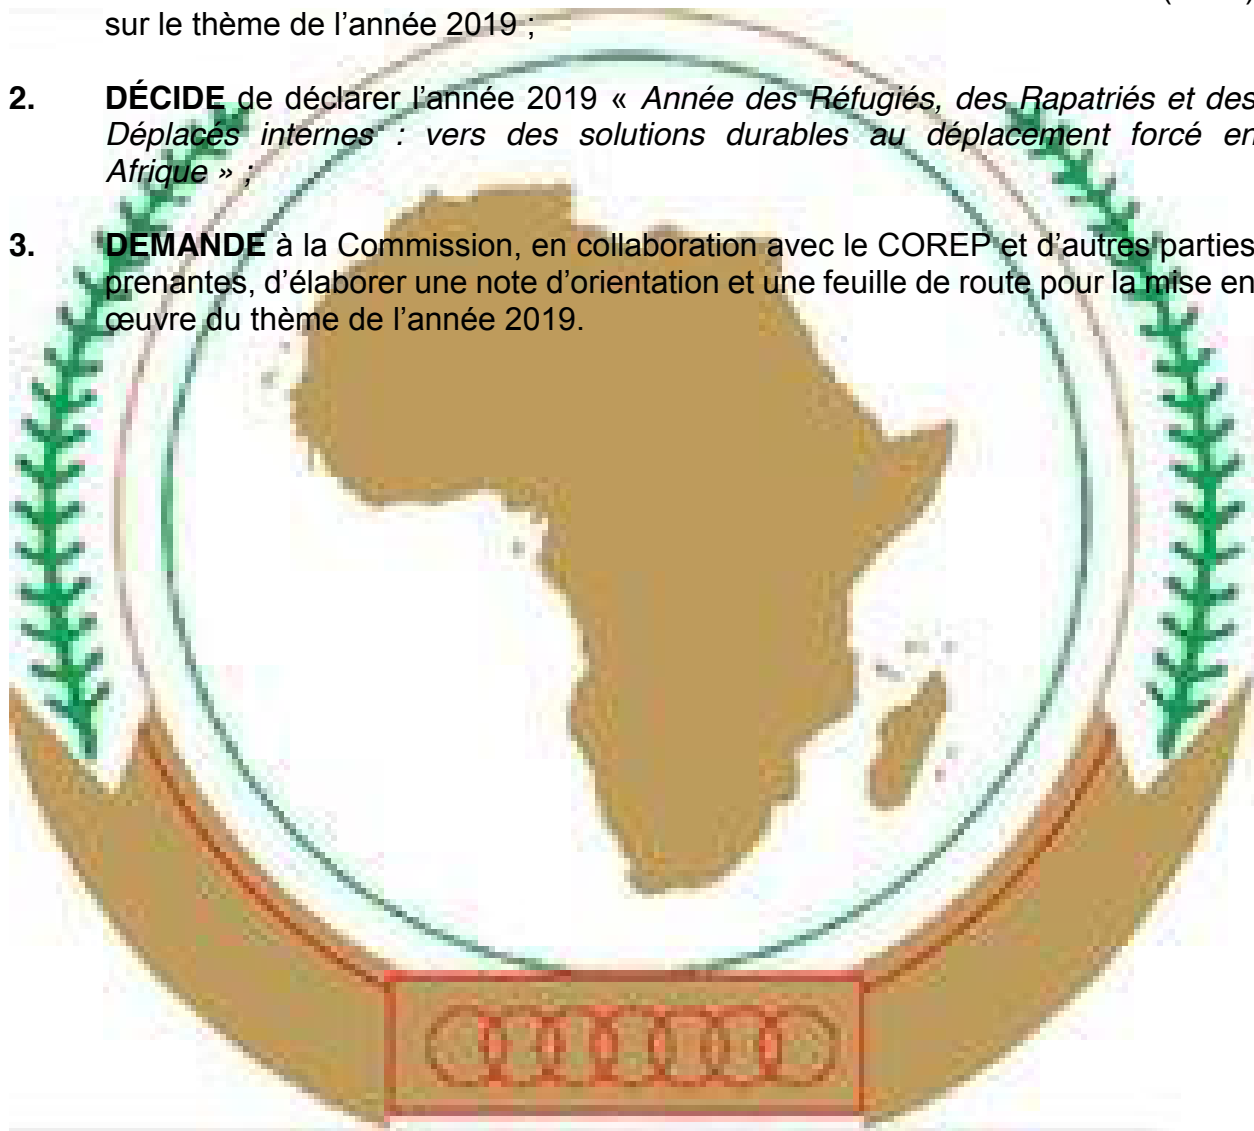 sur le thème de l’année 2019 ;
2. DÉCIDE de déclarer l’année 2019 « Année des Réfugiés, des Rapatriés et des
Déplacés internes : vers des solutions durables au déplacement forcé en
Afrique » ;
3. DEMANDE à la Commission, en collaboration avec le COREP et d’autres parties
prenantes, d’élaborer une note d’orientation et une feuille de route pour la mise en
œuvre du thème de l’année 2019.